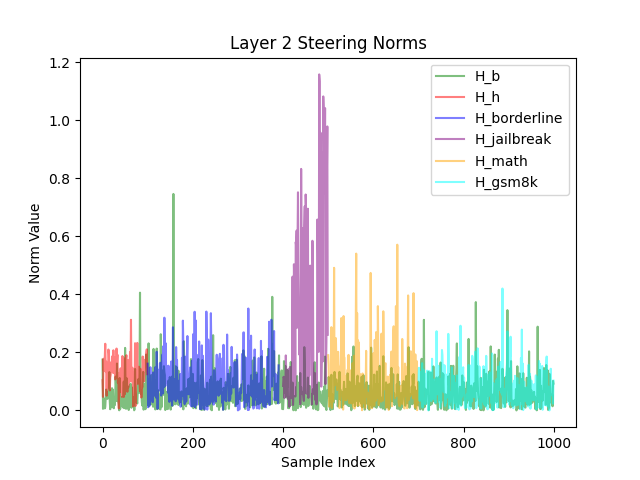 Layer 2 Steering Norms
Norm Value
1.2
1.0
0.8
0.6
0.4
0.2
0.0
H_b
H_h
H_borderline
H_jailbreak
H_math
H_gsm8k
0 200 400 600 800 1000
Sample Index